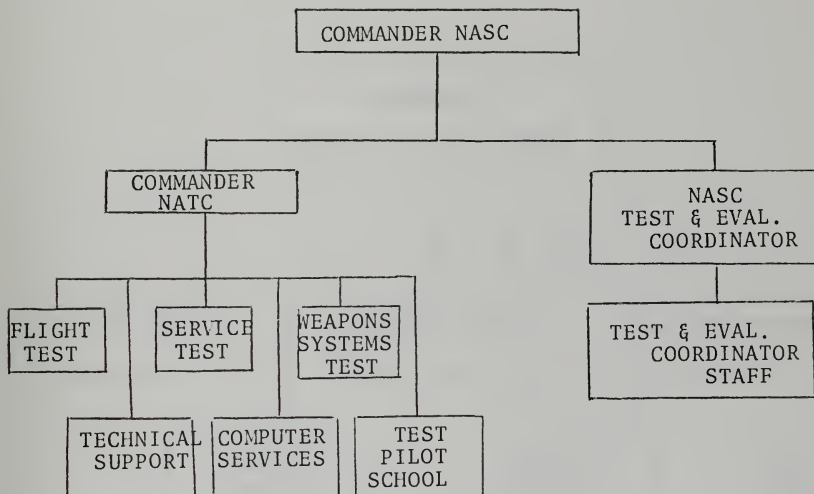 COMMANDER NASC
COMMANDER
NATC
NASC
TEST & EVAL.
COORDINATOR
FLIGHT
TEST
SERVICE
TEST
WEAPONS
SYSTEMS
TEST
TEST & EVAL.
COORDINATOR
STAFF
TECHNICAL
SUPPORT
COMPUTER
SERVICES
TEST
PILOT
SCHOOL